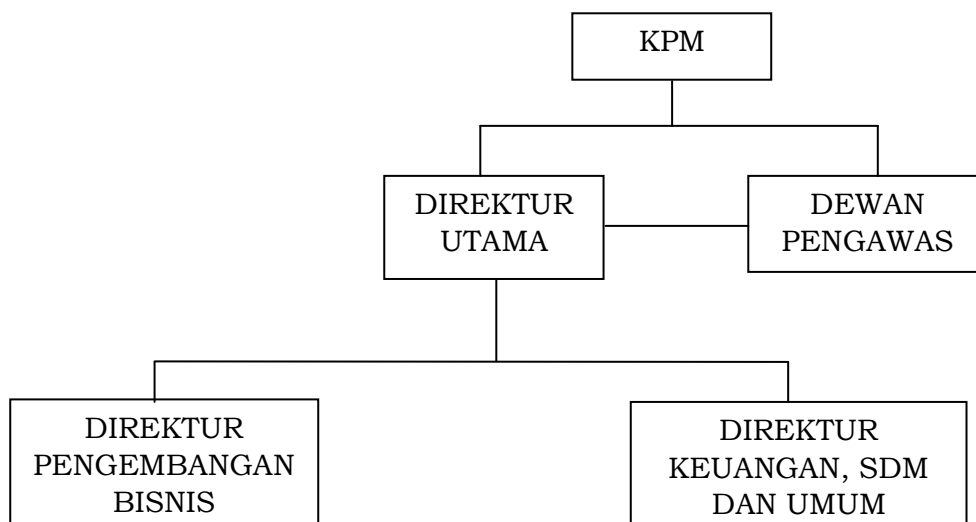 KPM
DIREKTUR
UTAMA
DEWAN
PENGAWAS
DIREKTUR
PENGEMBANGAN
BISNIS
DIREKTUR
KEUANGAN, SDM
DAN UMUM